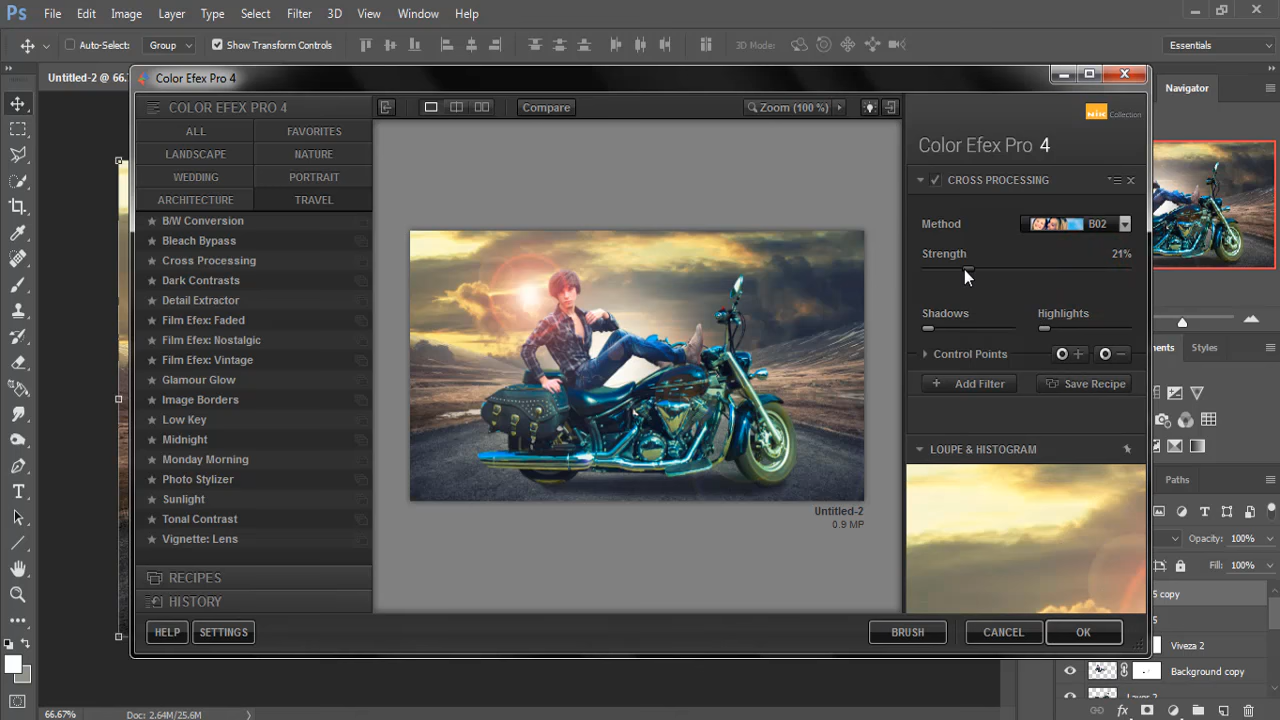 Ps File Edit Image Layer Type Select Filter 3D View Window Help
Auto-Select: Group Show Transform Controls 3D Mode: Essentials
Untitled-2 @ 66.
Color Efex Pro 4
Navigator
COLOR EFEX PRO 4
Compare
Zoom (100 %)
Nik Collection
ALL FAVORITES
LANDSCAPE NATURE
WEDDING PORTRAIT
ARCHITECTURE TRAVEL
B/W Conversion
Bleach Bypass
Cross Processing
Dark Contrasts
Detail Extractor
Film Efex: Faded
Film Efex: Nostalgic
Film Efex: Vintage
Glamour Glow
Image Borders
Low Key
Midnight
Monday Morning
Photo Stylizer
Sunlight
Tonal Contrast
Vignette: Lens
RECIPES
HISTORY
HELP SETTINGS
Untitled-2
0.9 MP
Color Efex Pro 4
CROSS PROCESSING
Method B02
Strength 21%
Shadows Highlights
Control Points
Add Filter Save Recipe
LOUPE & HISTOGRAM
BRUSH CANCEL OK
ents Styles
Paths
Opacity: 100%
Fill: 100%
5 copy
5
Viveza 2
Background copy
66.67% Doc: 2.64M/25.6M